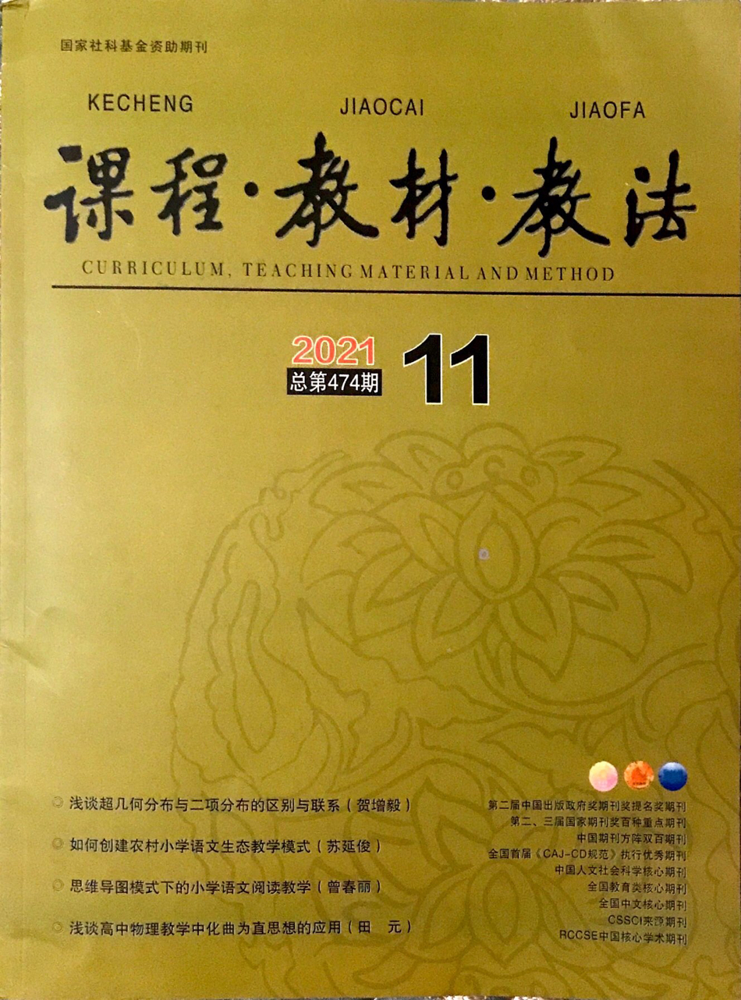 国家社科基金资助期刊
KECHENG JIAOCAI JIAOFA
课程·教材·教法
CURRICULUM, TEACHING MATERIAL AND METHOD
2021 11
总第474期
浅谈超几何分布与二项分布的区别与联系(贺增毅)
如何创建农村小学语文生态教学模式(苏延俊)
思维导图模式下的小学语文阅读教学(曾春丽)
浅谈高中物理教学中化曲为直思想的应用(田 元)
第二届中国出版政府奖期刊奖提名奖期刊
第二、三届国家期刊奖百种重点期刊
中国期刊方阵双百期刊
全国首届《CAJ-CD规范》执行优秀期刊
中国人文社会科学核心期刊
全国教育类核心期刊
全国中文核心期刊
CSSCI来源期刊
RCCSE中国核心学术期刊